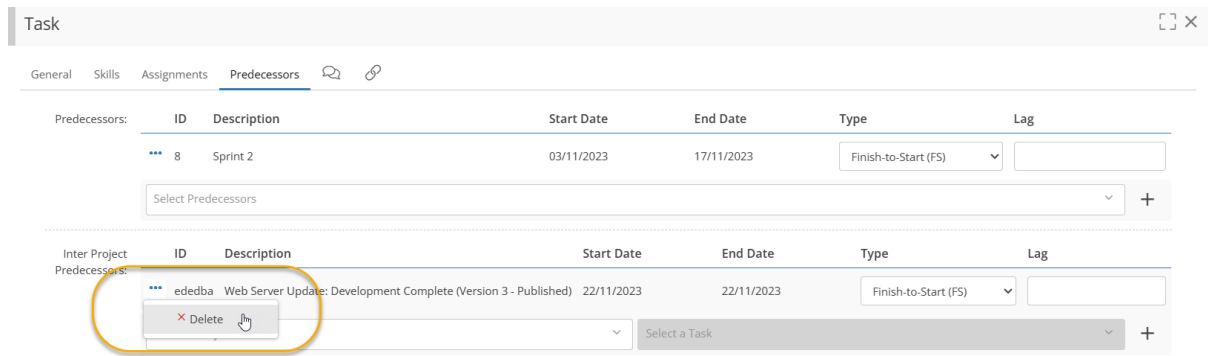 Task
General Skills Assignments Predecessors
Predecessors: ID Description Start Date End Date Type Lag
8 Sprint 2 03/11/2023 17/11/2023 Finish-to-Start (FS)
Select Predecessors
Inter Project Predecessors: ID Description Start Date End Date Type Lag
ededba Web Server Update: Development Complete (Version 3 - Published) 22/11/2023 22/11/2023 Finish-to-Start (FS)
Delete
Select a Task